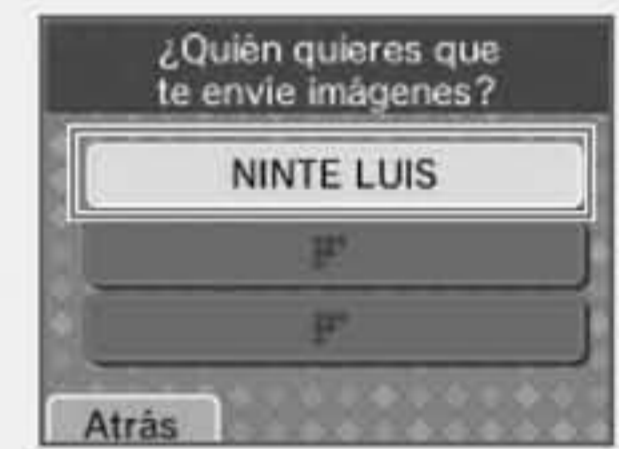 ¿Quién quieres que
te envíe imágenes?
NINTE LUIS
Atrás